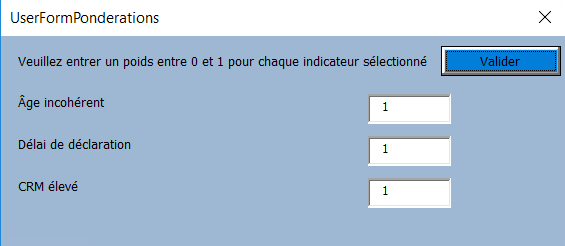 UserFormPonderations
Veuillez entrer un poids entre 0 et 1 pour chaque indicateur sélectionné Valider
Âge incohérent 1
Délai de déclaration 1
CRM élevé 1